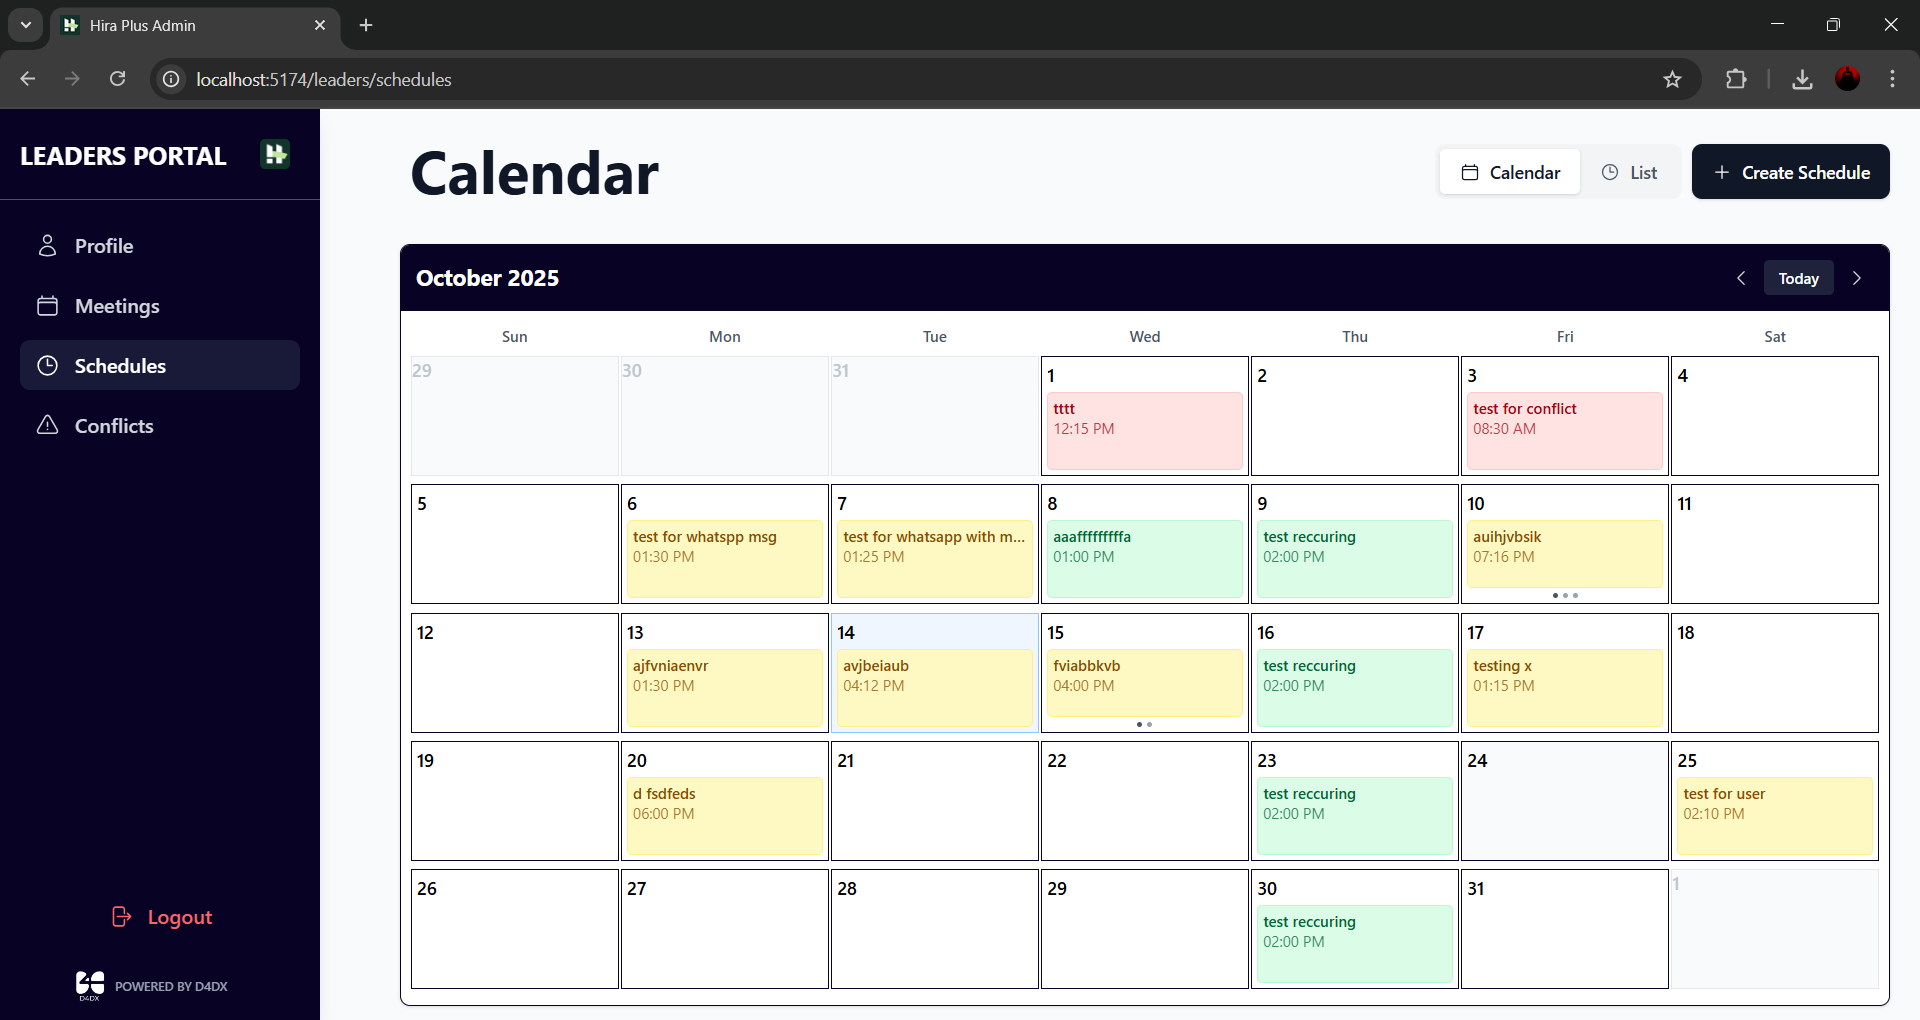 Hira Plus Admin
localhost:5174/leaders/schedules
LEADERS PORTAL
Profile
Meetings
Schedules
Conflicts
Logout
D4DX
POWERED BY D4DX
Calendar
Calendar
List
+ Create Schedule
October 2025
Today
Sun Mon Tue Wed Thu Fri Sat
29 30 31 1 2 3 4
tttt test for conflict
12:15 PM 08:30 AM
5 6 7 8 9 10 11
test for whatspp msg test for whatsapp with m... aaafffffffffa test reccuring auihjvbsik
01:30 PM 01:25 PM 01:00 PM 02:00 PM 07:16 PM
12 13 14 15 16 17 18
ajfvniaenvr avjbeiaub fviabbkvb test reccuring testing x
01:30 PM 04:12 PM 04:00 PM 02:00 PM 01:15 PM
19 20 21 22 23 24 25
d fsdfeds test reccuring test for user
06:00 PM 02:00 PM 02:10 PM
26 27 28 29 30 31 1
test reccuring
02:00 PM